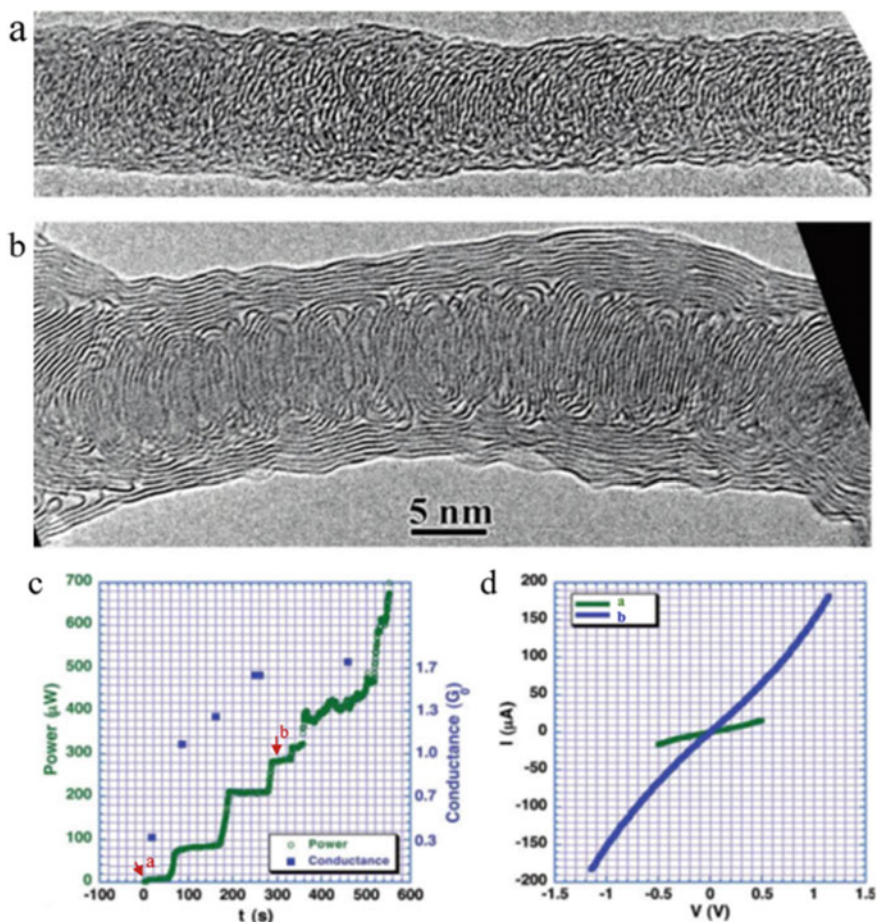 a
b
5 nm
c
700
600
500
400
300
200
100
0
Power (µW)
1.7
1.3
1.0
0.7
0.3
Conductance (G₀)
b
a
Power
Conductance
-100 0 100 200 300 400 500 600
t (s)
d
200
150
100
50
0
-50
-100
-150
-200
I (µA)
a
b
-1.5 -1 -0.5 0 0.5 1 1.5
V (V)